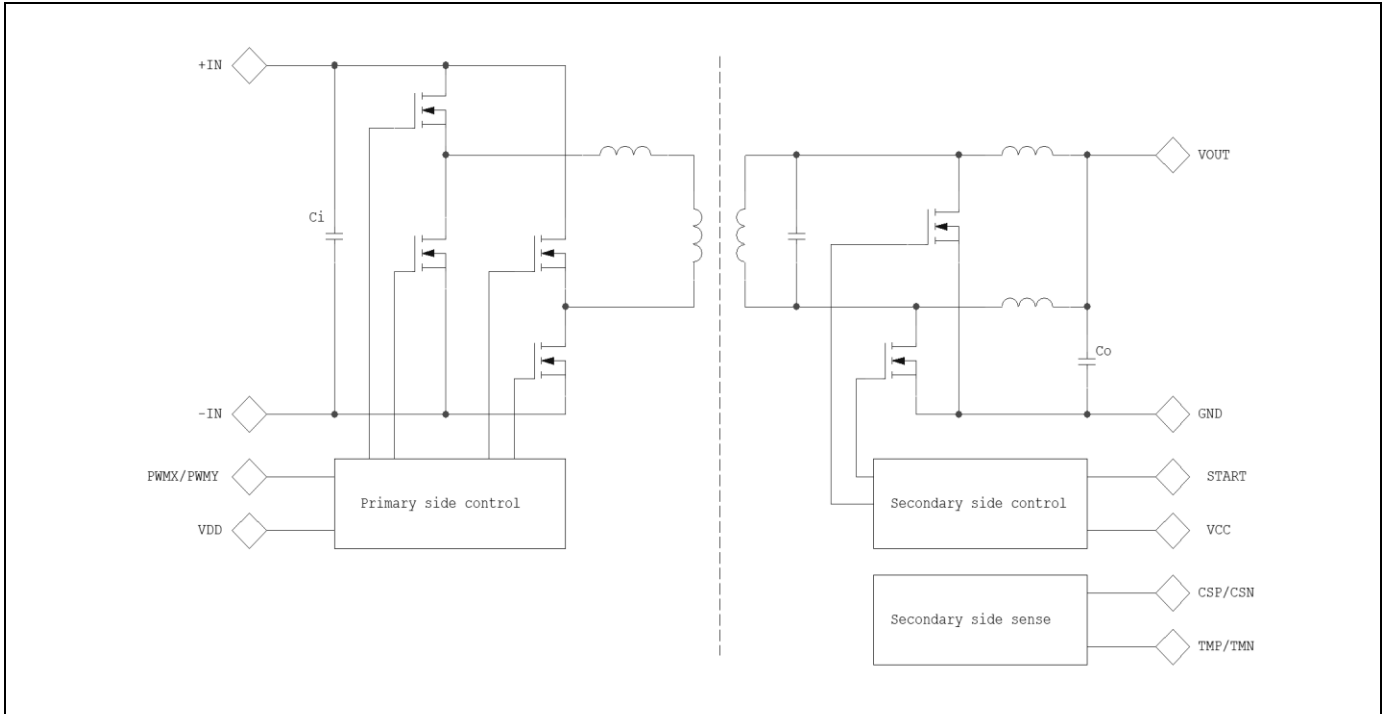 +IN
VOUT
Ci
Co
-IN
GND
PWMX/PWMY
Primary side control
Secondary side control
START
VDD
VCC
Secondary side sense
CSP/CSN
TMP/TMN